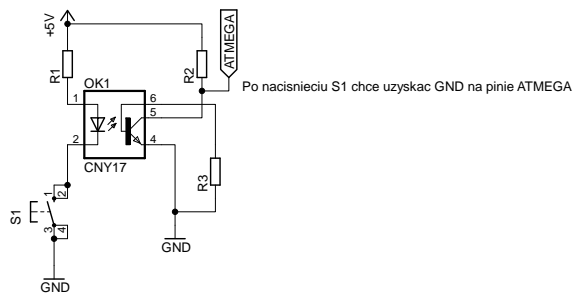 +5V
ATMEGA
R1
R2
Po nacisnieciu S1 chce uzyskac GND na pinie ATMEGA
OK1
1
6
5
2
4
CNY17
R3
S1
1
2
3
4
GND
GND